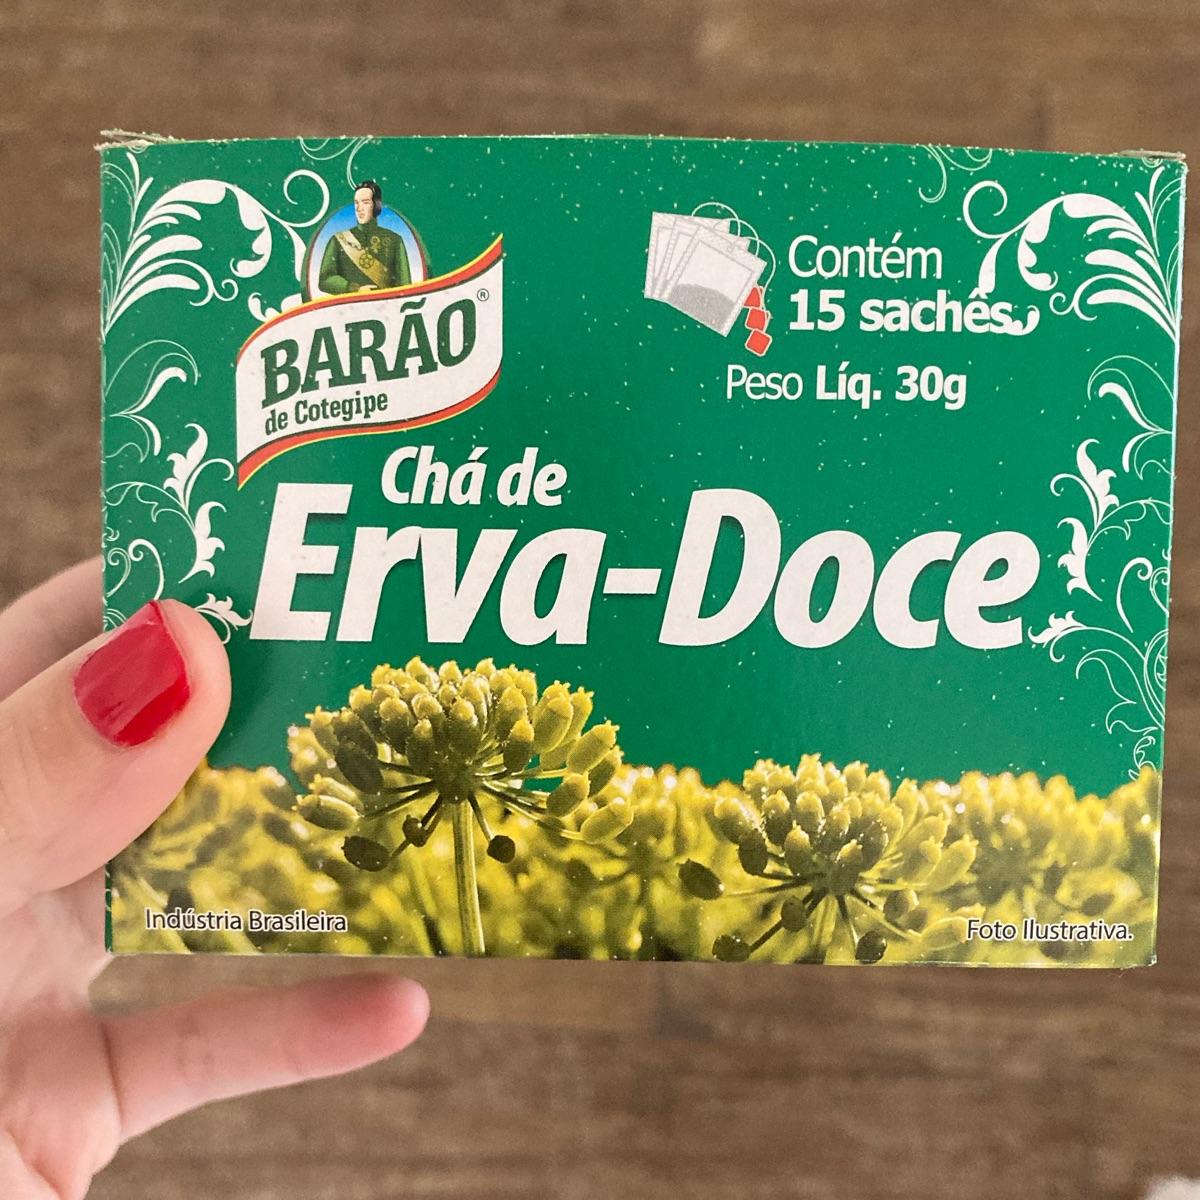 BARÃO®
de Cotegipe
Contém
15 sachês
Peso Líq. 30g
Chá de
Erva-Doce
Indústria Brasileira
Foto Ilustrativa.